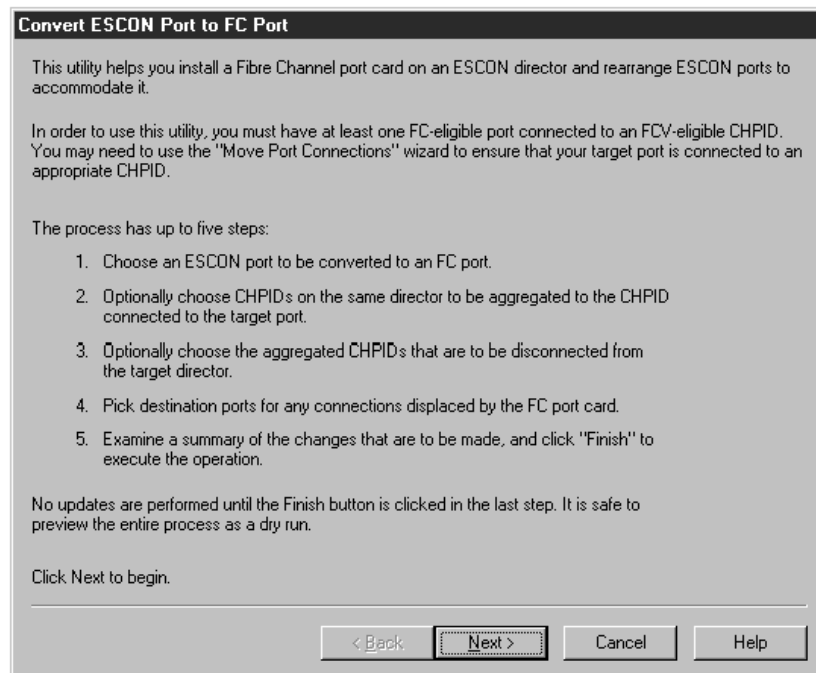 Convert ESCON Port to FC Port
This utility helps you install a Fibre Channel port card on an ESCON director and rearrange ESCON ports to
accommodate it.
In order to use this utility, you must have at least one FC-eligible port connected to an FCV-eligible CHPID.
You may need to use the "Move Port Connections" wizard to ensure that your target port is connected to an
appropriate CHPID.
The process has up to five steps:
1. Choose an ESCON port to be converted to an FC port.
2. Optionally choose CHPIDs on the same director to be aggregated to the CHPID
connected to the target port.
3. Optionally choose the aggregated CHPIDs that are to be disconnected from
the target director.
4. Pick destination ports for any connections displaced by the FC port card.
5. Examine a summary of the changes that are to be made, and click "Finish" to
execute the operation.
No updates are performed until the Finish button is clicked in the last step. It is safe to
preview the entire process as a dry run.
Click Next to begin.
< Back Next > Cancel Help